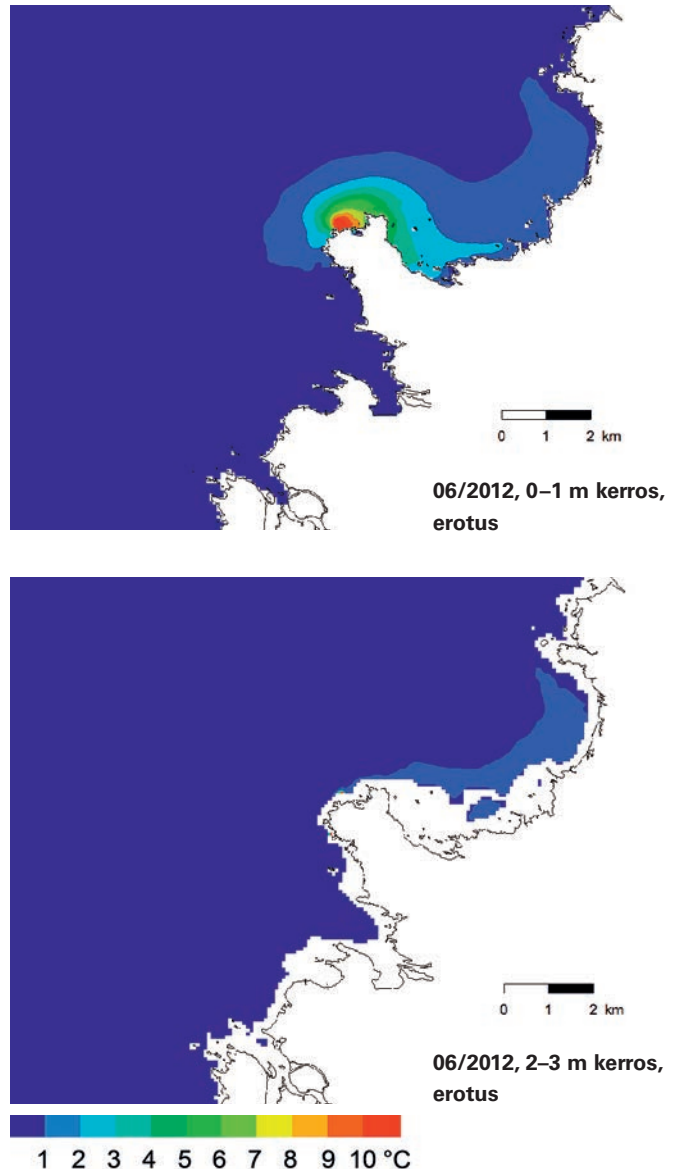 0 1 2 km
06/2012, 0–1 m kerros,
erotus
0 1 2 km
06/2012, 2–3 m kerros,
erotus
1 2 3 4 5 6 7 8 9 10 °C